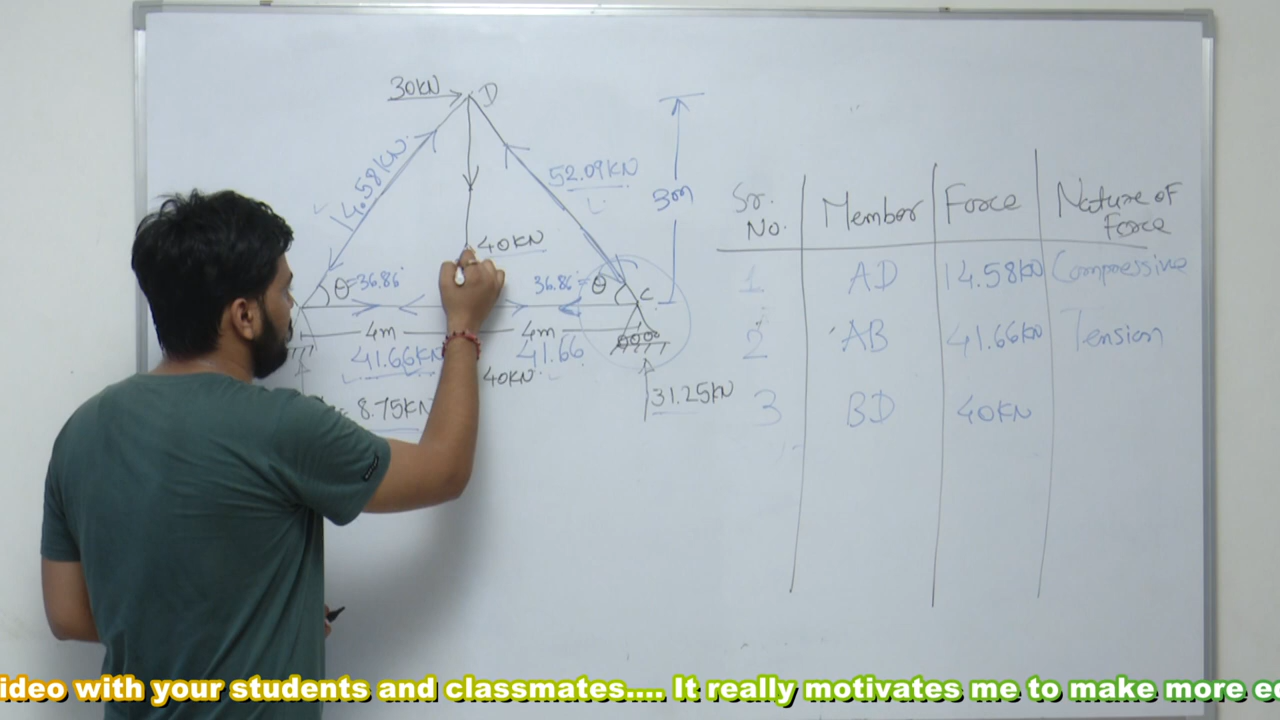 30KN D
14.58KN
52.09KN
3m
40KN
θ=36.86°
36.86°=θ
C
4m
4m
41.66KN
41.66
40KN
= 8.75KN
31.25KN
Sr. No. Member Force Nature of Force
1 AD 14.58KN Compressive
2 AB 41.66KN Tension
3 BD 40KN
ideo with your students and classmates.... It really motivates me to make more ed